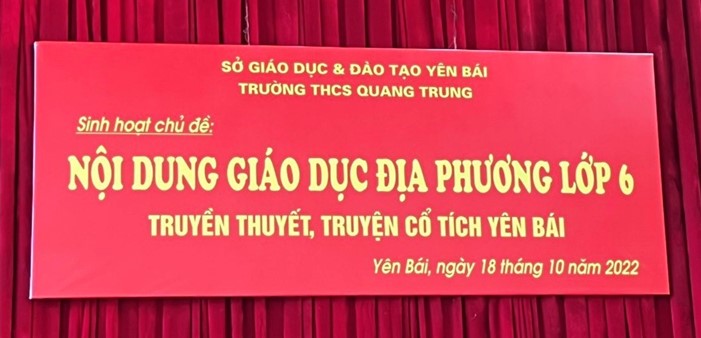 SỞ GIÁO DỤC & ĐÀO TẠO YÊN BÁI
TRƯỜNG THCS QUANG TRUNG
Sinh hoạt chủ đề:
NỘI DUNG GIÁO DỤC ĐỊA PHƯƠNG LỚP 6
TRUYỀN THUYẾT, TRUYỆN CỔ TÍCH YÊN BÁI
Yên Bái, ngày 18 tháng 10 năm 2022